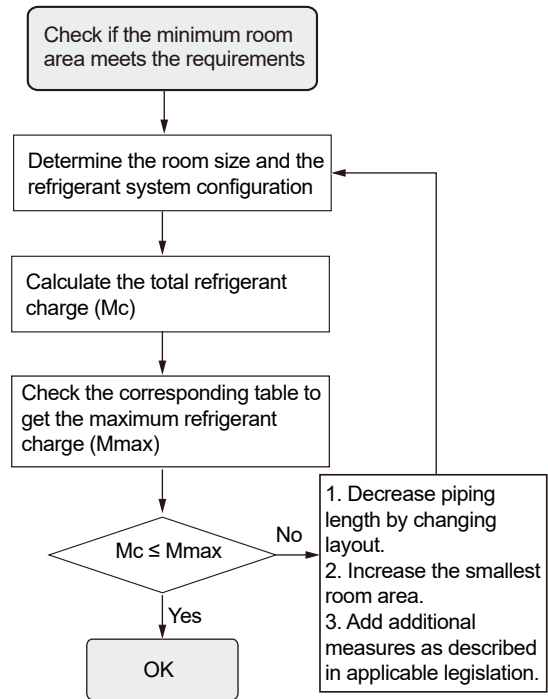 Check if the minimum room
area meets the requirements
Determine the room size and the
refrigerant system configuration
Calculate the total refrigerant
charge (Mc)
Check the corresponding table to
get the maximum refrigerant
charge (Mmax)
Mc ≤ Mmax
No
1. Decrease piping
length by changing
layout.
2. Increase the smallest
room area.
3. Add additional
measures as described
in applicable legislation.
Yes
OK